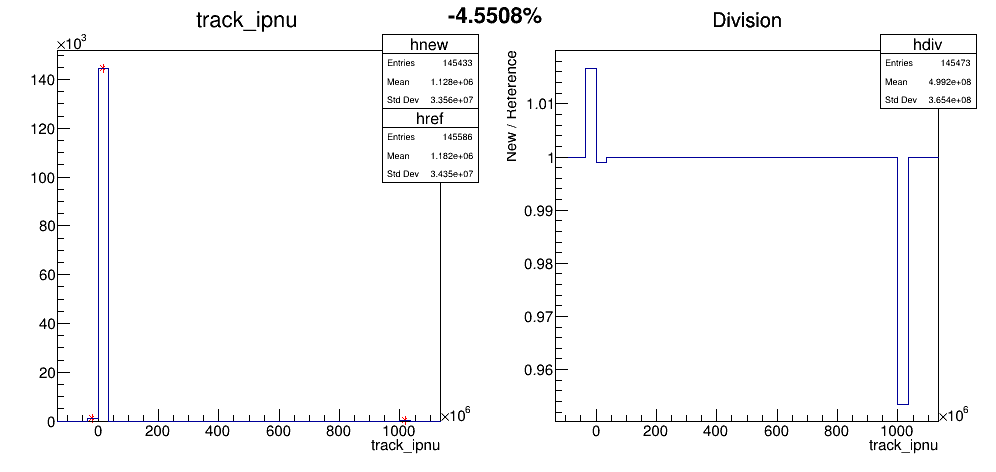 -4.5508%
track_ipnu
×10³
hnew
Entries 145433
Mean 1.128e+06
Std Dev 3.356e+07
href
Entries 145586
Mean 1.182e+06
Std Dev 3.435e+07
140
120
100
80
60
40
20
0
0 200 400 600 800 1000
×10⁶
track_ipnu
Division
hdiv
Entries 145473
Mean 4.992e+08
Std Dev 3.654e+08
New / Reference
1.01
1
0.99
0.98
0.97
0.96
0 200 400 600 800 1000
×10⁶
track_ipnu